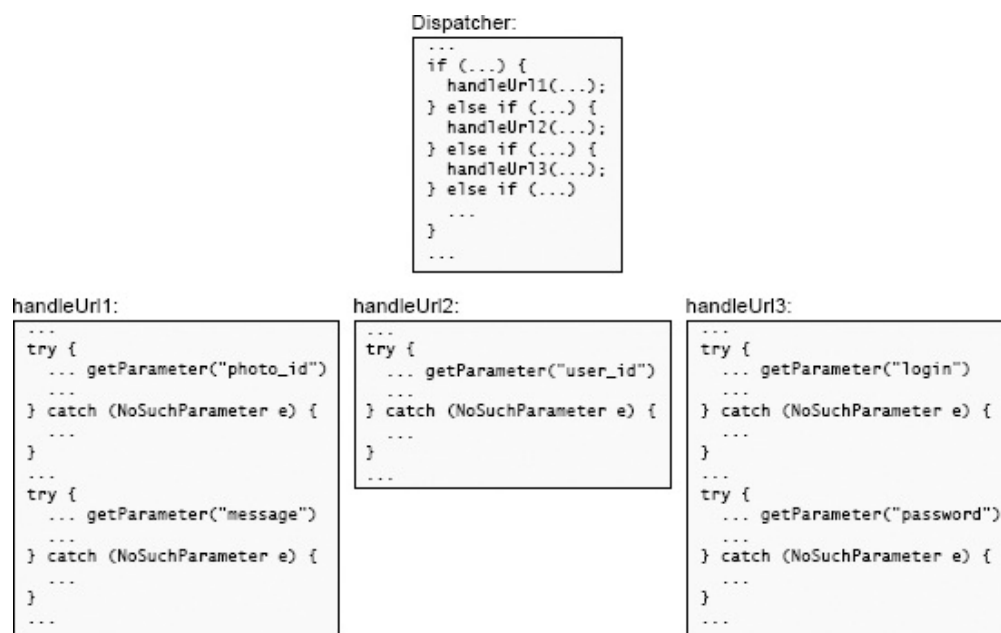 Dispatcher:
...
if (...) {
handleUrl1(...);
} else if (...) {
handleUrl2(...);
} else if (...) {
handleUrl3(...);
} else if (...)
...
}
...
handleUrl1:
...
try {
... getParameter("photo_id")
...
} catch (NoSuchParameter e) {
...
}
...
try {
... getParameter("message")
...
} catch (NoSuchParameter e) {
...
}
...
handleUrl2:
...
try {
... getParameter("user_id")
...
} catch (NoSuchParameter e) {
...
}
...
handleUrl3:
...
try {
... getParameter("login")
...
} catch (NoSuchParameter e) {
...
}
...
try {
... getParameter("password")
...
} catch (NoSuchParameter e) {
...
}
...